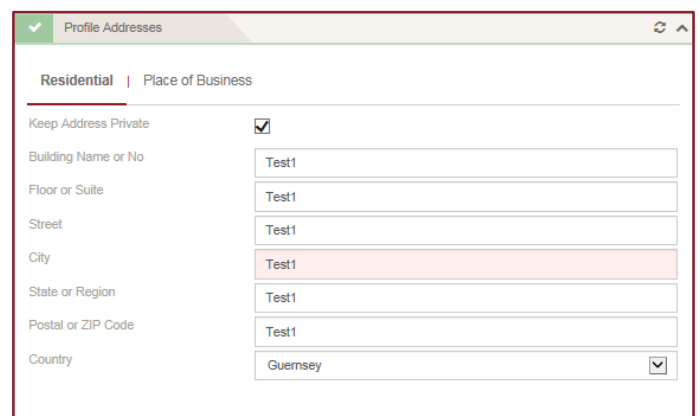 Profile Addresses
Residential | Place of Business
Keep Address Private
Building Name or No Test1
Floor or Suite Test1
Street Test1
City Test1
State or Region Test1
Postal or ZIP Code Test1
Country Guernsey